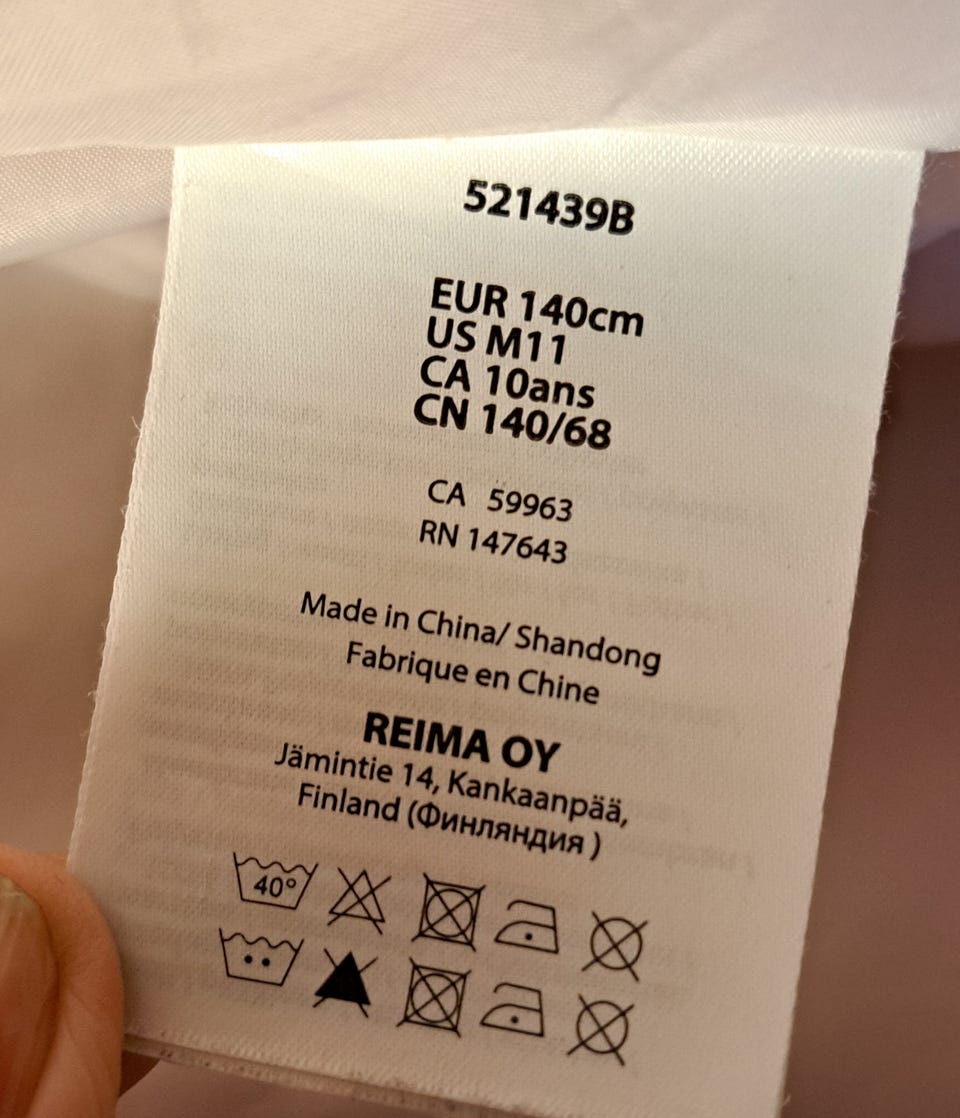 521439B
EUR 140cm
US M11
CA 10ans
CN 140/68
CA 59963
RN 147643
Made in China/ Shandong
Fabrique en Chine
REIMA OY
Jämintie 14, Kankaanpää,
Finland (Финляндия )
40°